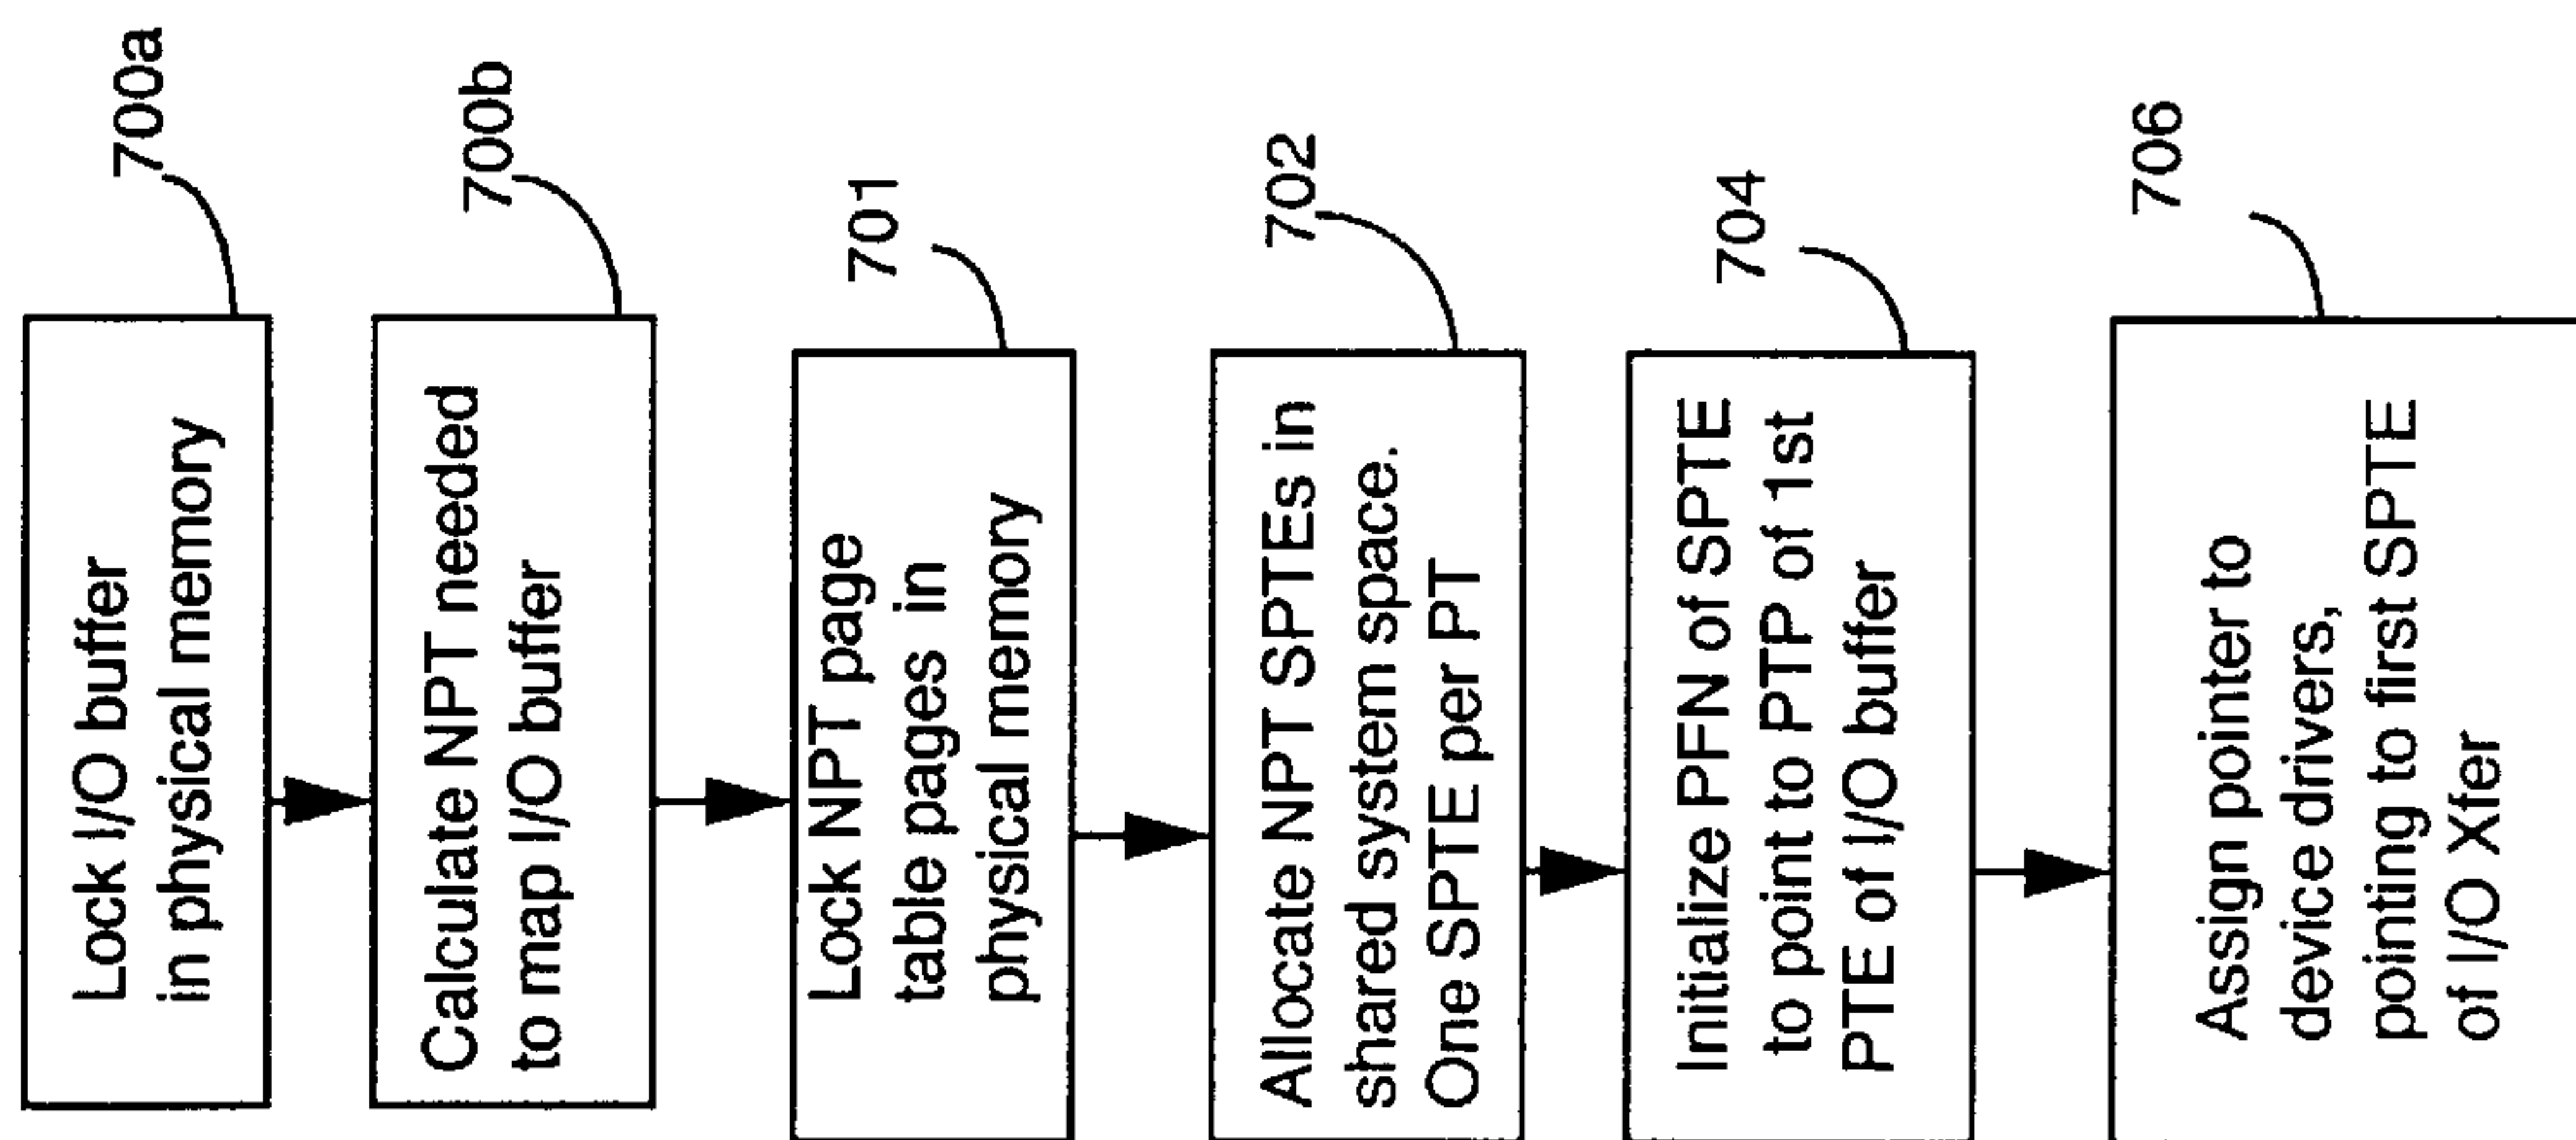 700a
Lock I/O buffer
in physical memory
700b
Calculate NPT needed
to map I/O buffer
701
Lock NPT page
table pages in
physical memory
702
Allocate NPT SPTEs in
shared system space.
One SPTE per PT
704
Initialize PFN of SPTE
to point to PTP of 1st
PTE of I/O buffer
706
Assign pointer to
device drivers,
pointing to first SPTE
of I/O Xfer